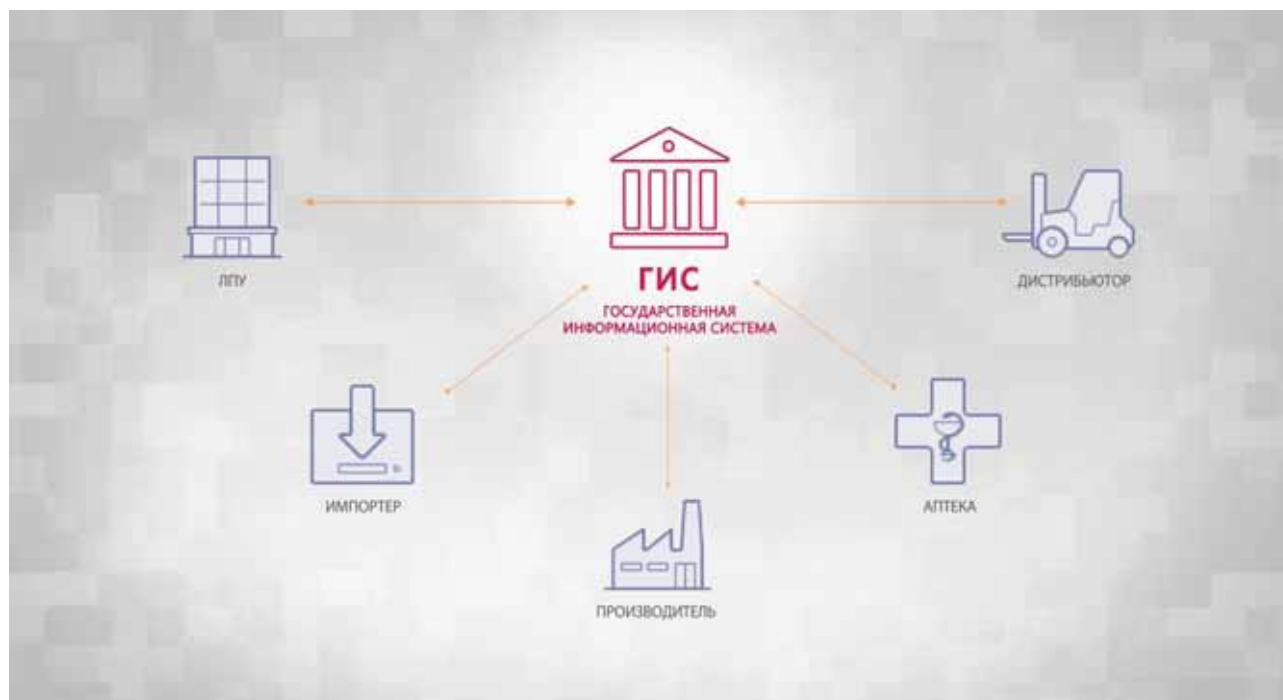 ЛПУ
ГИС
ГОСУДАРСТВЕННАЯ
ИНФОРМАЦИОННАЯ СИСТЕМА
ДИСТРИБЬЮТОР
ИМПОРТЕР
АПТЕКА
ПРОИЗВОДИТЕЛЬ